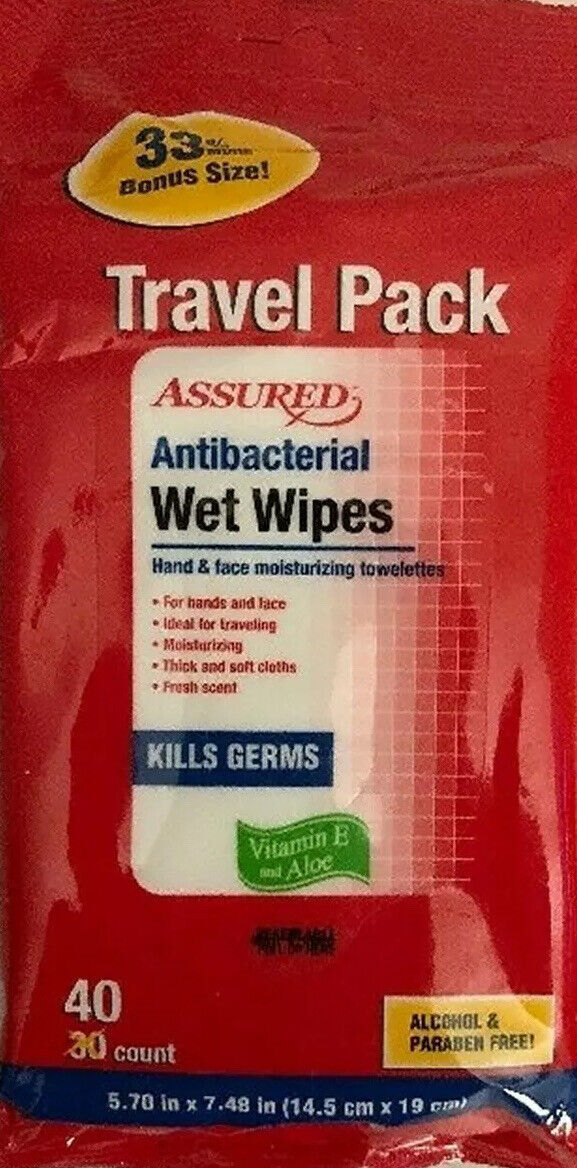 33%
Bonus Size!
Travel Pack
ASSURED
Antibacterial
Wet Wipes
Hand & face moisturizing towelettes
• For hands and face
• Ideal for traveling
• Moisturizing
• Thick and soft cloths
• Fresh scent
KILLS GERMS
Vitamin E
and Aloe
40
30 count
ALCOHOL &
PARABEN FREE!
5.70 in x 7.48 in (14.5 cm x 19 cm)